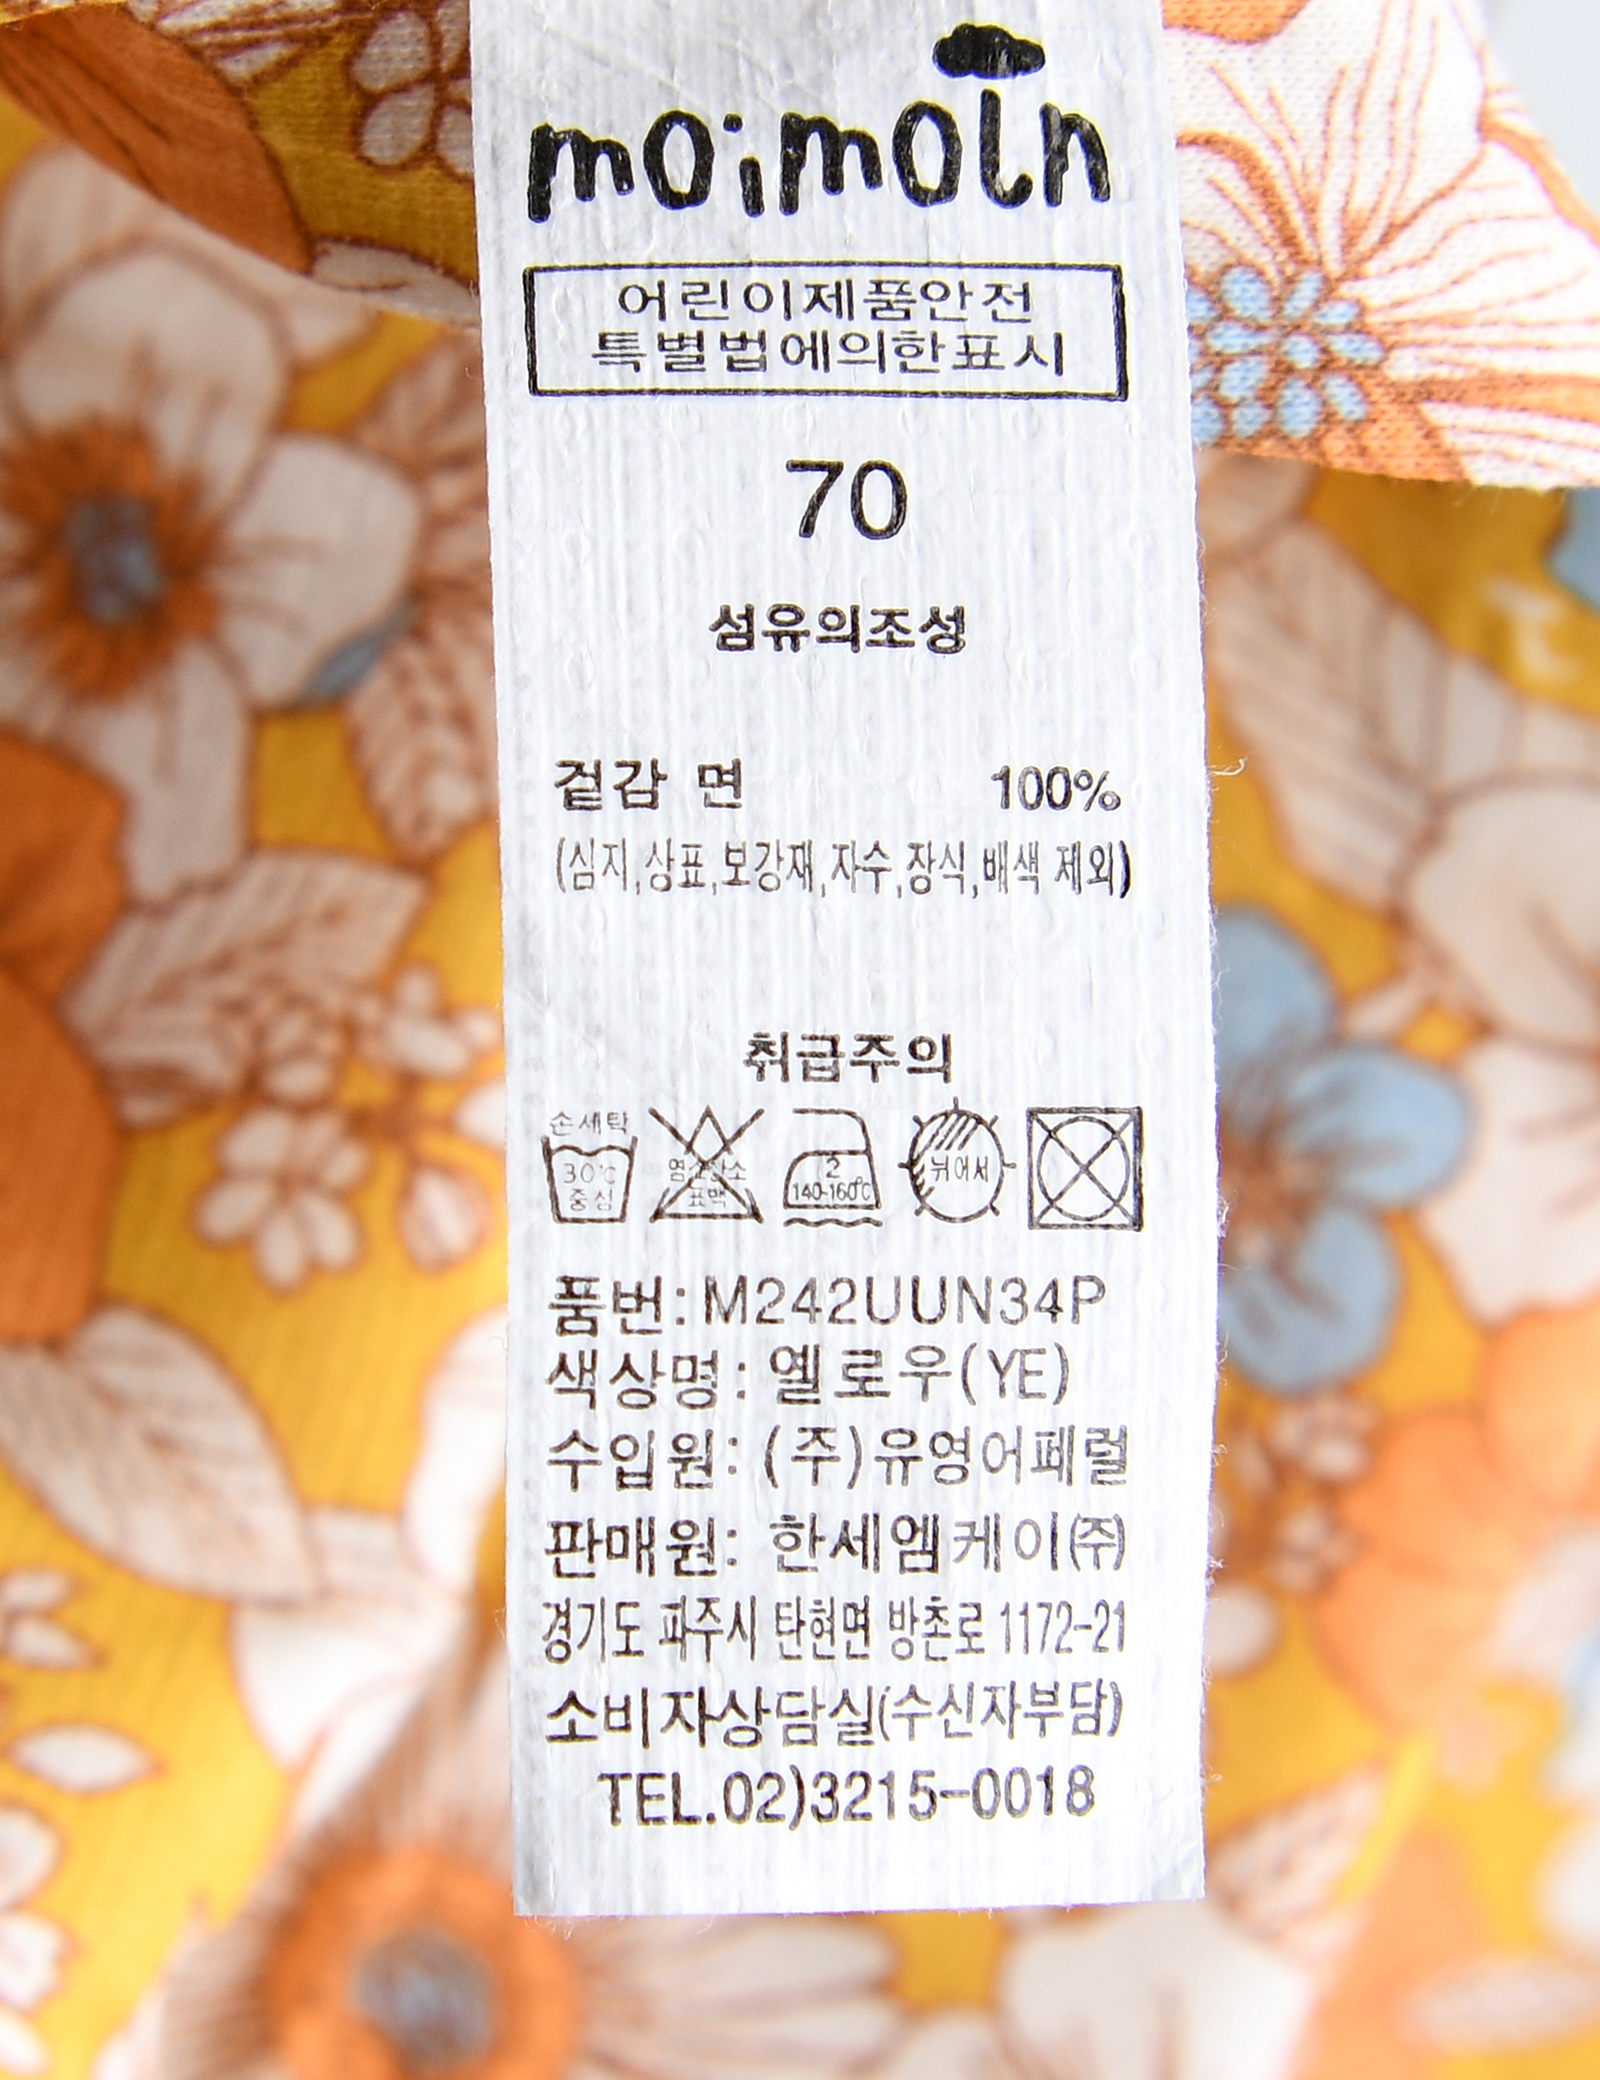 moimoln
어린이제품안전
특별법에의한표시
70
섬유의조성
겉감 면 100%
(심지,상표,보강재,자수,장식,배색 제외)
취급주의
손세탁
30℃
중성
염소산소
표백
2
140-160℃
뉘어서
품번: M242UUN34P
색상명: 옐로우(YE)
수입원: (주)유영어페럴
판매원: 한세엠케이㈜
경기도 파주시 탄현면 방촌로 1172-21
소비자상담실(수신자부담)
TEL.02)3215-0018